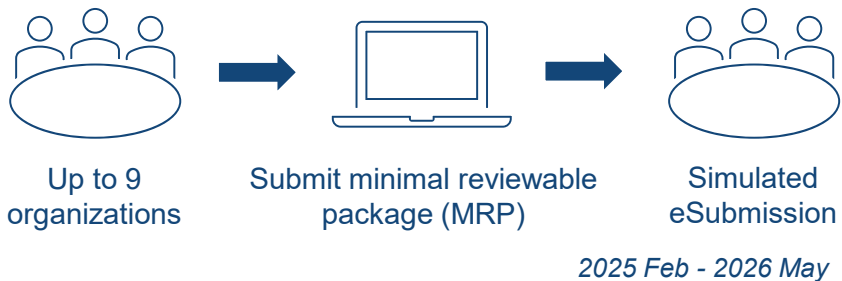 Up to 9
organizations
Submit minimal reviewable
package (MRP)
Simulated
eSubmission
2025 Feb - 2026 May